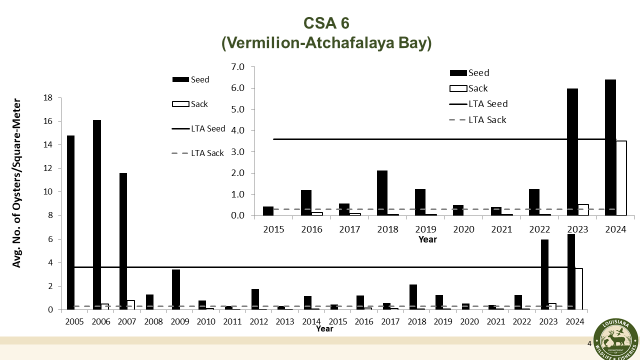 CSA 6
(Vermilion-Atchafalaya Bay)
7.0
6.0
5.0
4.0
3.0
2.0
1.0
0.0
Seed
Sack
LTA Seed
LTA Sack
2015 2016 2017 2018 2019 2020 2021 2022 2023 2024
Year
Avg. No. of Oysters/Square-Meter
18
16
14
12
10
8
6
4
2
0
Seed
Sack
LTA Seed
LTA Sack
2005 2006 2007 2008 2009 2010 2011 2012 2013 2014 2015 2016 2017 2018 2019 2020 2021 2022 2023 2024
Year
4
LOUISIANA